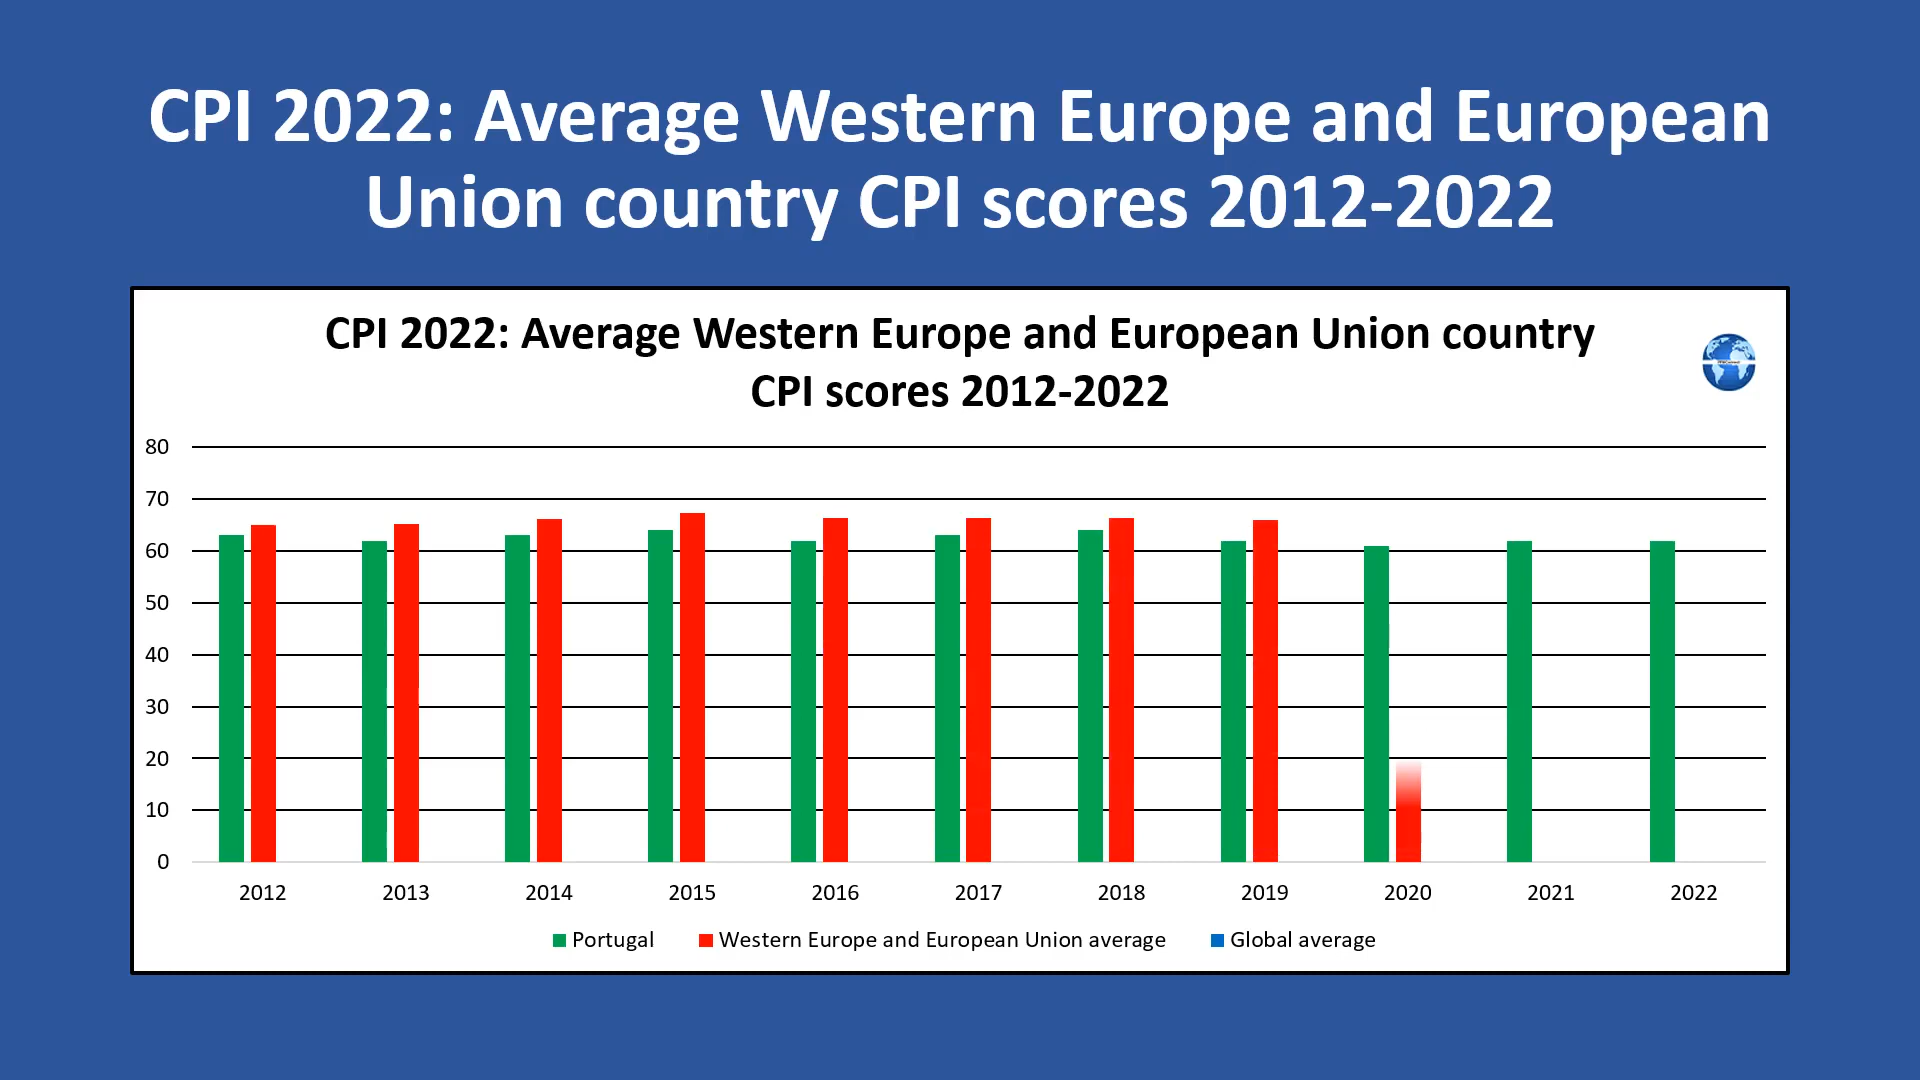 CPI 2022: Average Western Europe and European
Union country CPI scores 2012-2022
CPI 2022: Average Western Europe and European Union country
CPI scores 2012-2022
80
70
60
50
40
30
20
10
0
2012 2013 2014 2015 2016 2017 2018 2019 2020 2021 2022
Portugal Western Europe and European Union average Global average